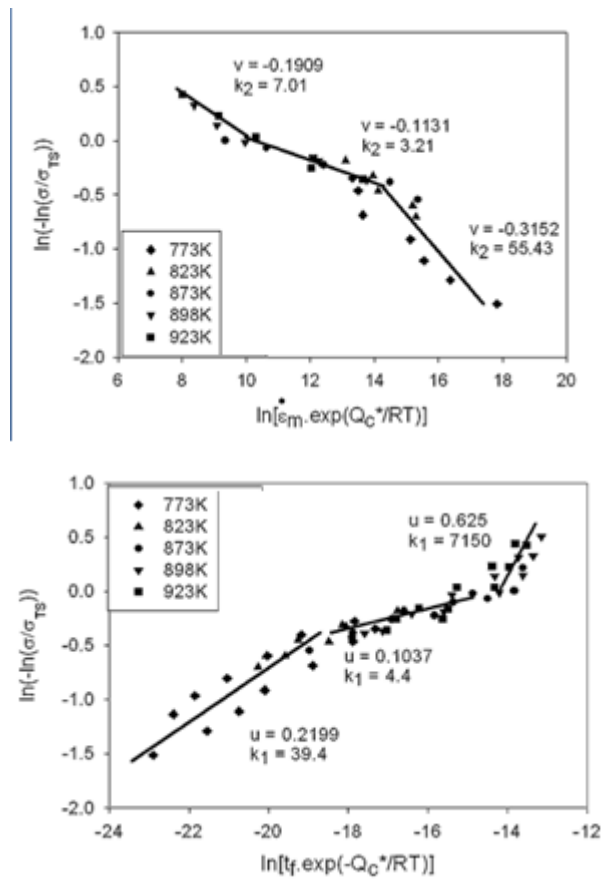 ln(-ln(σ/σTS))
1.0
0.5
0.0
-0.5
-1.0
-1.5
-2.0
v = -0.1909
k2 = 7.01
v = -0.1131
k2 = 3.21
v = -0.3152
k2 = 55.43
773K
823K
873K
898K
923K
6 8 10 12 14 16 18 20
ln[ε̇m.exp(Qc*/RT)]
ln(-ln(σ/σTS))
1.0
0.5
0.0
-0.5
-1.0
-1.5
-2.0
773K
823K
873K
898K
923K
u = 0.625
k1 = 7150
u = 0.1037
k1 = 4.4
u = 0.2199
k1 = 39.4
-24 -22 -20 -18 -16 -14 -12
ln[tf.exp(-Qc*/RT)]